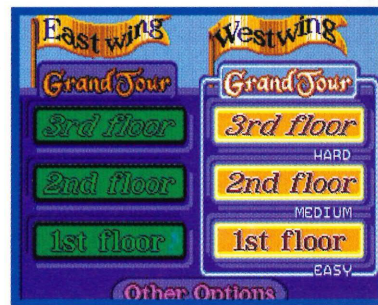 East wing
Grand Tour
3rd floor
2nd floor
1st floor
Westwing
Grand Tour
3rd floor
HARD
2nd floor
MEDIUM
1st floor
EASY
Other Options